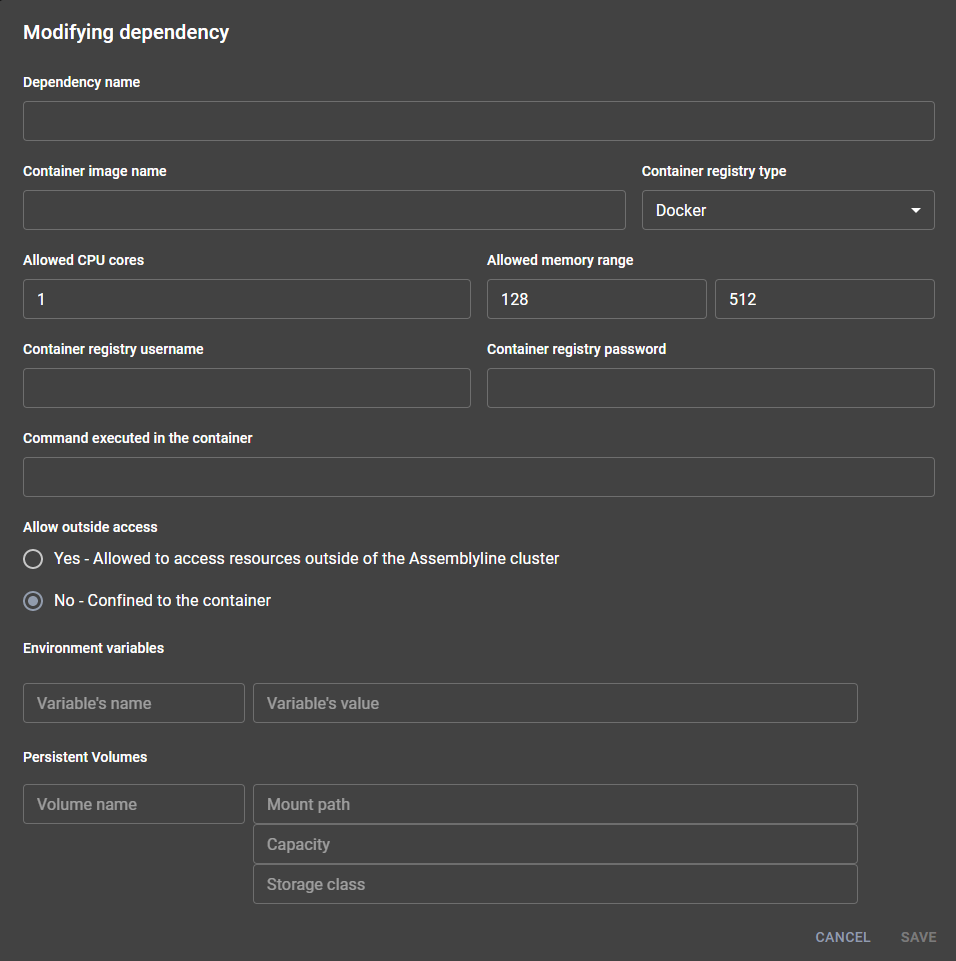 Modifying dependency
Dependency name
Container image name
Container registry type
Docker
Allowed CPU cores
Allowed memory range
1
128
512
Container registry username
Container registry password
Command executed in the container
Allow outside access
Yes - Allowed to access resources outside of the Assemblyline cluster
No - Confined to the container
Environment variables
Variable's name
Variable's value
Persistent Volumes
Volume name
Mount path
Capacity
Storage class
CANCEL
SAVE